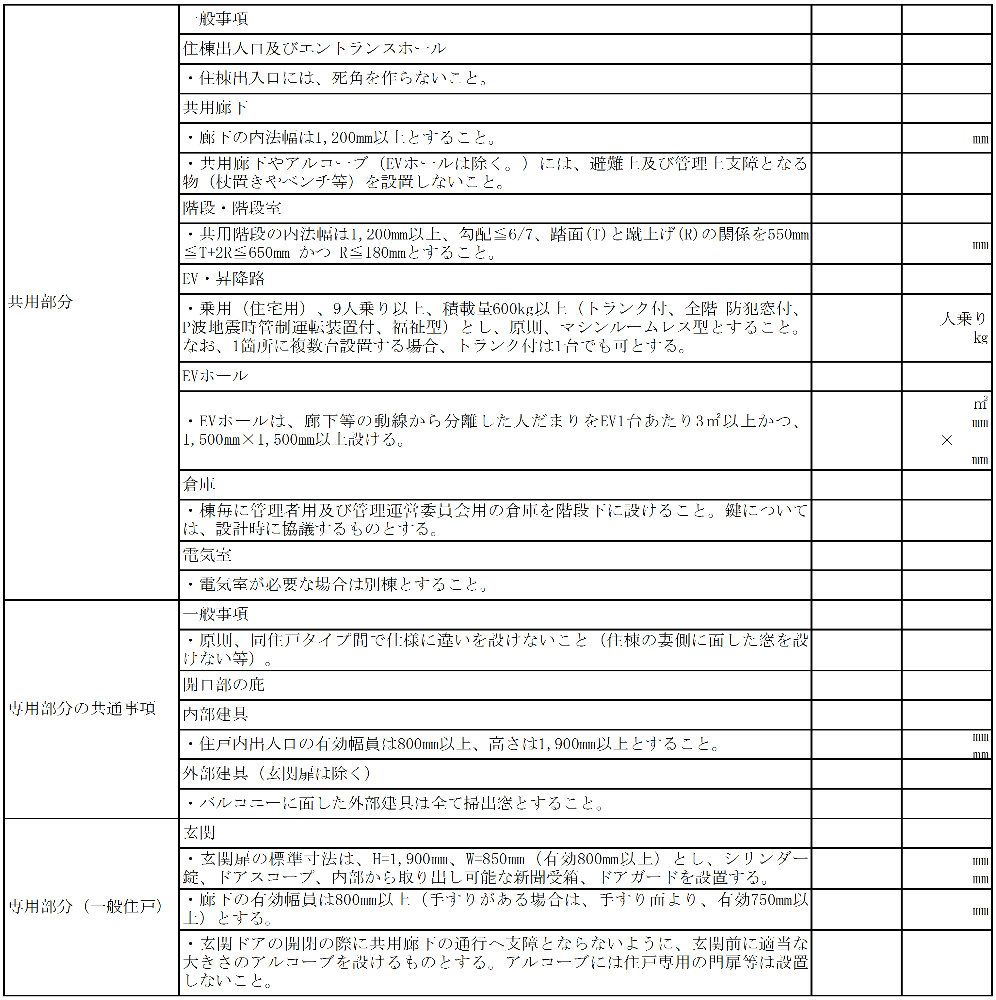 共用部分
一般事項
住棟出入口及びエントランスホール
・住棟出入口には、死角を作らないこと。
共用廊下
・廊下の内法幅は1,200mm以上とすること。
mm
・共用廊下やアルコーブ（EVホールは除く。）には、避難上及び管理上支障となる
物（杖置きやベンチ等）を設置しないこと。
階段・階段室
・共用階段の内法幅は1,200mm以上、勾配≦6/7、踏面(T)と蹴上げ(R)の関係を550mm
≦T+2R≦650mm かつ R≦180mmとすること。
mm
EV・昇降路
・乗用（住宅用）、9人乗り以上、積載量600kg以上（トランク付、全階 防犯窓付、
P波地震時管制運転装置付、福祉型）とし、原則、マシンルームレス型とすること。
なお、1箇所に複数台設置する場合、トランク付は1台でも可とする。
人乗り
kg
EVホール
・EVホールは、廊下等の動線から分離した人だまりをEV1台あたり3㎡以上かつ、
1,500mm×1,500mm以上設ける。
㎡
mm
×
mm
倉庫
・棟毎に管理者用及び管理運営委員会用の倉庫を階段下に設けること。鍵について
は、設計時に協議するものとする。
電気室
・電気室が必要な場合は別棟とすること。
専用部分の共通事項
一般事項
・原則、同住戸タイプ間で仕様に違いを設けないこと（住棟の妻側に面した窓を設
けない等）。
開口部の庇
内部建具
・住戸内出入口の有効幅員は800mm以上、高さは1,900mm以上とすること。
mm
mm
外部建具（玄関扉は除く）
・バルコニーに面した外部建具は全て掃出窓とすること。
専用部分（一般住戸）
玄関
・玄関扉の標準寸法は、H=1,900mm、W=850mm（有効800mm以上）とし、シリンダー
錠、ドアスコープ、内部から取り出し可能な新聞受箱、ドアガードを設置する。
mm
mm
・廊下の有効幅員は800mm以上（手すりがある場合は、手すり面より、有効750mm以
上）とする。
mm
・玄関ドアの開閉の際に共用廊下の通行へ支障とならないように、玄関前に適当な
大きさのアルコーブを設けるものとする。アルコーブには住戸専用の門扉等は設置
しないこと。